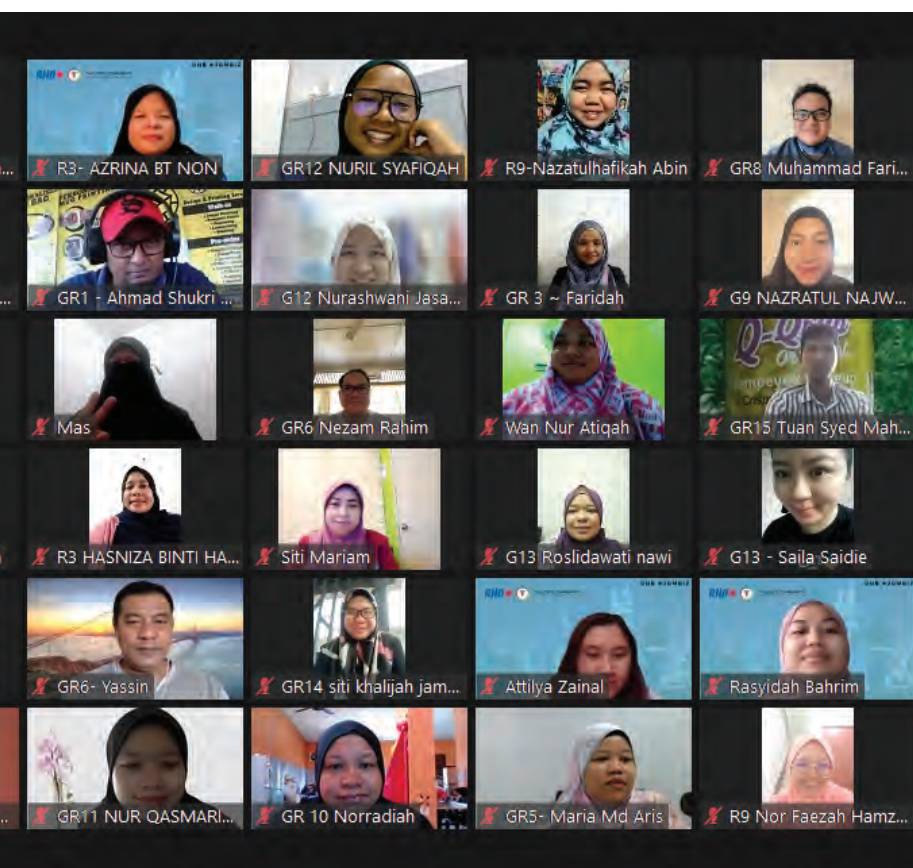 RHB
R3- AZRINA BT NON
GR12 NURIL SYAFIQAH
R9-Nazatulhafikah Abin
GR8 Muhammad Fari...
GR1 - Ahmad Shukri ...
G12 Nurashwani Jasa...
GR 3 ~ Faridah
G9 NAZRATUL NAJW...
Mas
GR6 Nezam Rahim
Wan Nur Atiqah
GR15 Tuan Syed Mah...
R3 HASNIZA BINTI HA...
Siti Mariam
G13 Roslidawati nawi
G13 - Saila Saidie
RHB
RHB
GR6- Yassin
GR14 siti khalijah jam...
Attilya Zainal
Rasyidah Bahrim
GR11 NUR QASMARI...
GR 10 Norradiah
GR5- Maria Md Aris
R9 Nor Faezah Hamz...